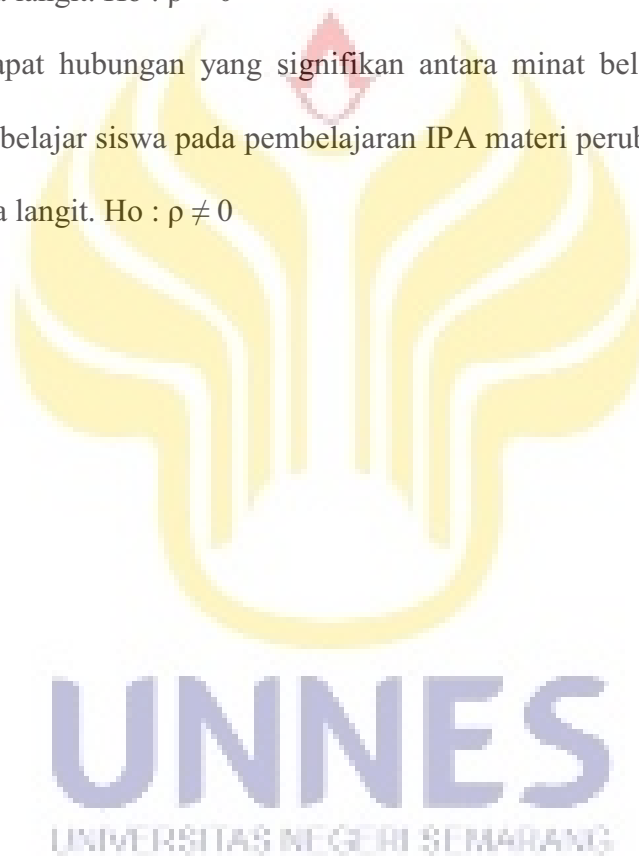 langit. Ho : ρ
apat hubungan yang signifikan antara minat bel
belajar siswa pada pembelajaran IPA materi perub
a langit. Ho : ρ ≠ 0
UNNES
UNIVERSITAS NEGERI SEMARANG